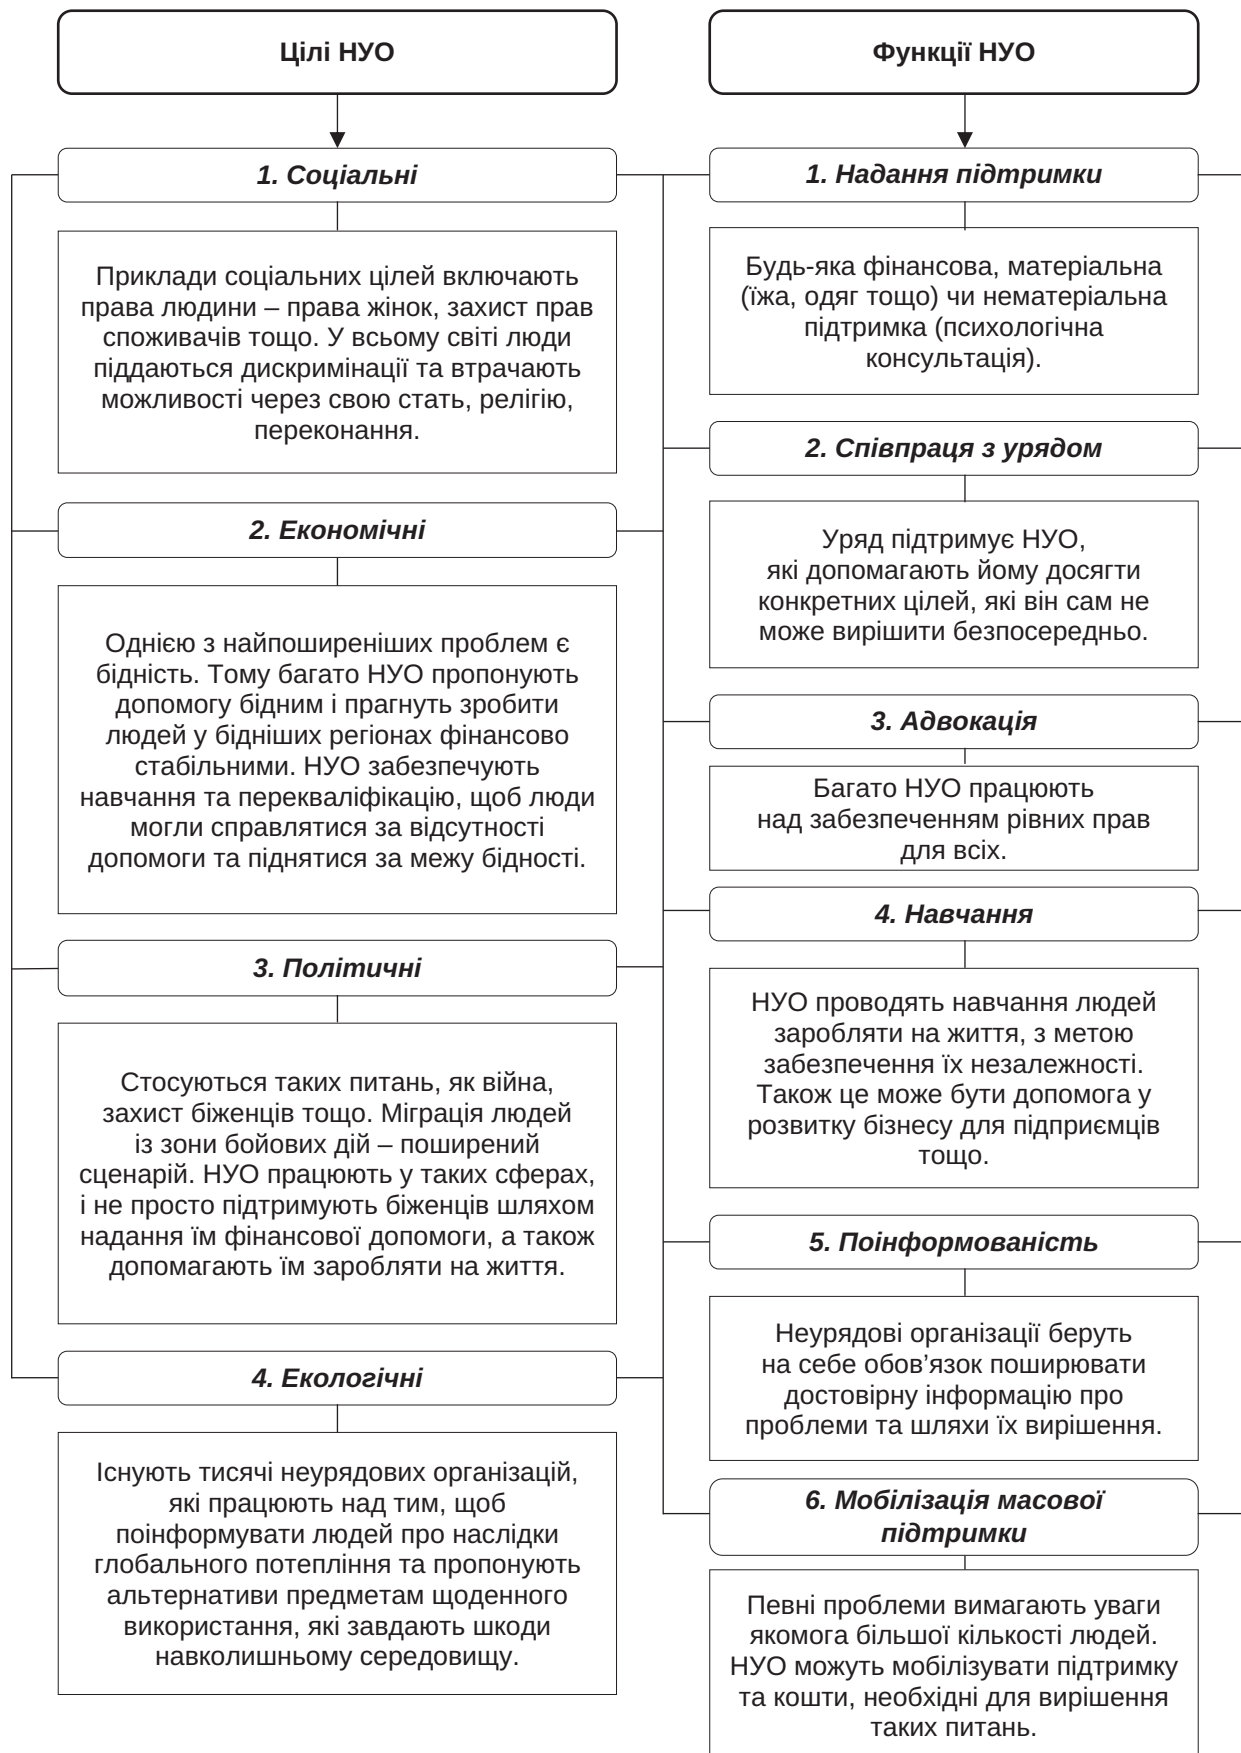 Цілі НУО
1. Соціальні
Приклади соціальних цілей включають
права людини – права жінок, захист прав
споживачів тощо. У всьому світі люди
піддаються дискримінації та втрачають
можливості через свою стать, релігію,
переконання.
2. Економічні
Однією з найпоширеніших проблем є
бідність. Тому багато НУО пропонують
допомогу бідним і прагнуть зробити
людей у бідніших регіонах фінансово
стабільними. НУО забезпечують
навчання та перекваліфікацію, щоб люди
могли справлятися за відсутності
допомоги та піднятися за межу бідності.
3. Політичні
Стосуються таких питань, як війна,
захист біженців тощо. Міграція людей
із зони бойових дій – поширений
сценарій. НУО працюють у таких сферах,
і не просто підтримують біженців шляхом
надання їм фінансової допомоги, а також
допомагають їм заробляти на життя.
4. Екологічні
Існують тисячі неурядових організацій,
які працюють над тим, щоб
поінформувати людей про наслідки
глобального потепління та пропонують
альтернативи предметам щоденного
використання, які завдають шкоди
навколишньому середовищу.
Функції НУО
1. Надання підтримки
Будь-яка фінансова, матеріальна
(їжа, одяг тощо) чи нематеріальна
підтримка (психологічна
консультація).
2. Співпраця з урядом
Уряд підтримує НУО,
які допомагають йому досягти
конкретних цілей, які він сам не
може вирішити безпосередньо.
3. Адвокація
Багато НУО працюють
над забезпеченням рівних прав
для всіх.
4. Навчання
НУО проводять навчання людей
заробляти на життя, з метою
забезпечення їх незалежності.
Також це може бути допомога у
розвитку бізнесу для підприємців
тощо.
5. Поінформованість
Неурядові організації беруть
на себе обов’язок поширювати
достовірну інформацію про
проблеми та шляхи їх вирішення.
6. Мобілізація масової
підтримки
Певні проблеми вимагають уваги
якомога більшої кількості людей.
НУО можуть мобілізувати підтримку
та кошти, необхідні для вирішення
таких питань.